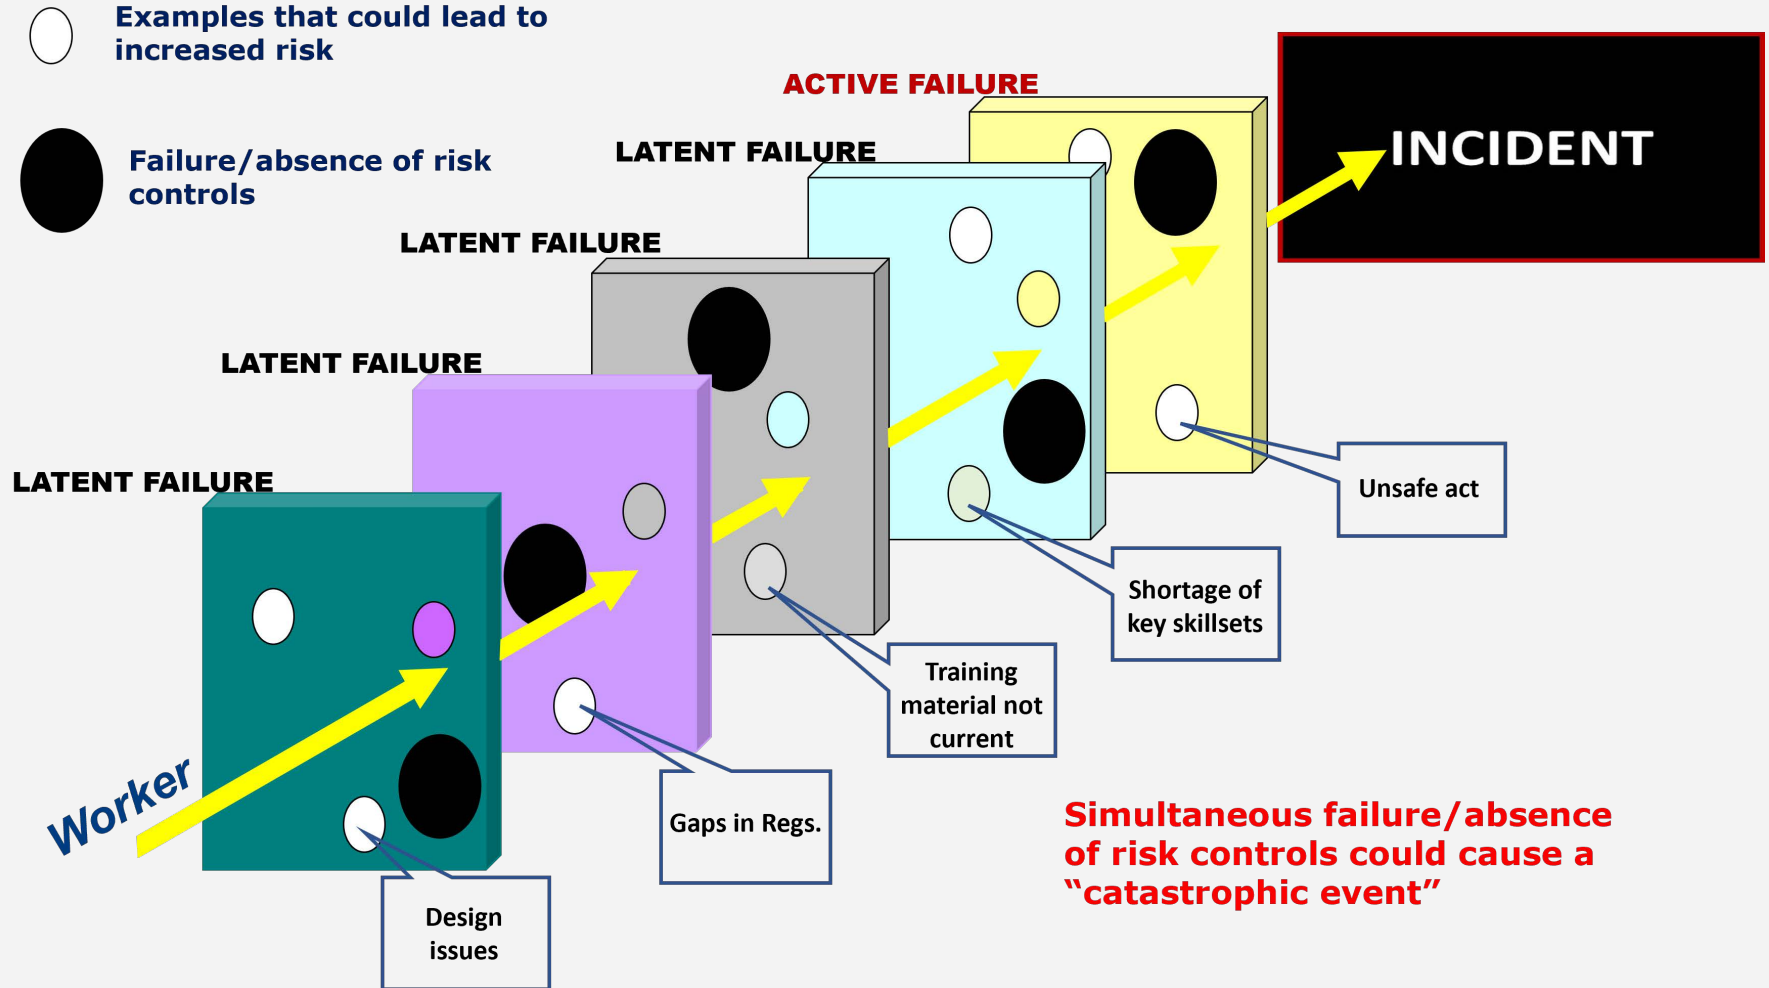 Examples that could lead to
increased risk
Failure/absence of risk
controls
ACTIVE FAILURE
LATENT FAILURE
LATENT FAILURE
LATENT FAILURE
LATENT FAILURE
INCIDENT
Worker
Unsafe act
Shortage of
key skillsets
Training
material not
current
Gaps in Regs.
Design
issues
Simultaneous failure/absence
of risk controls could cause a
“catastrophic event”